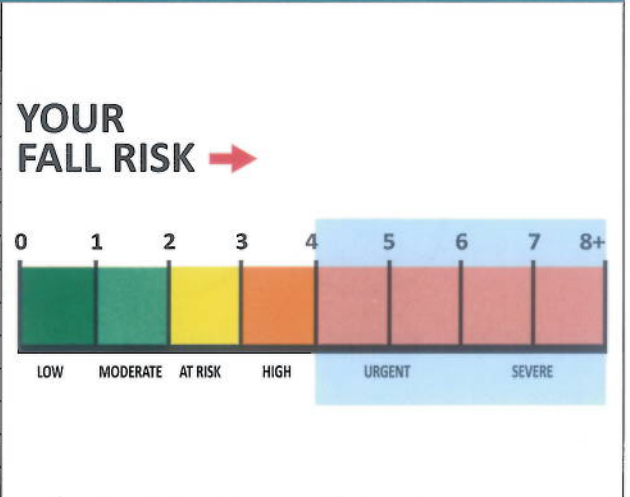 YOUR
FALL RISK
0 1 2 3 4 5 6 7 8+
LOW MODERATE AT RISK HIGH URGENT SEVERE